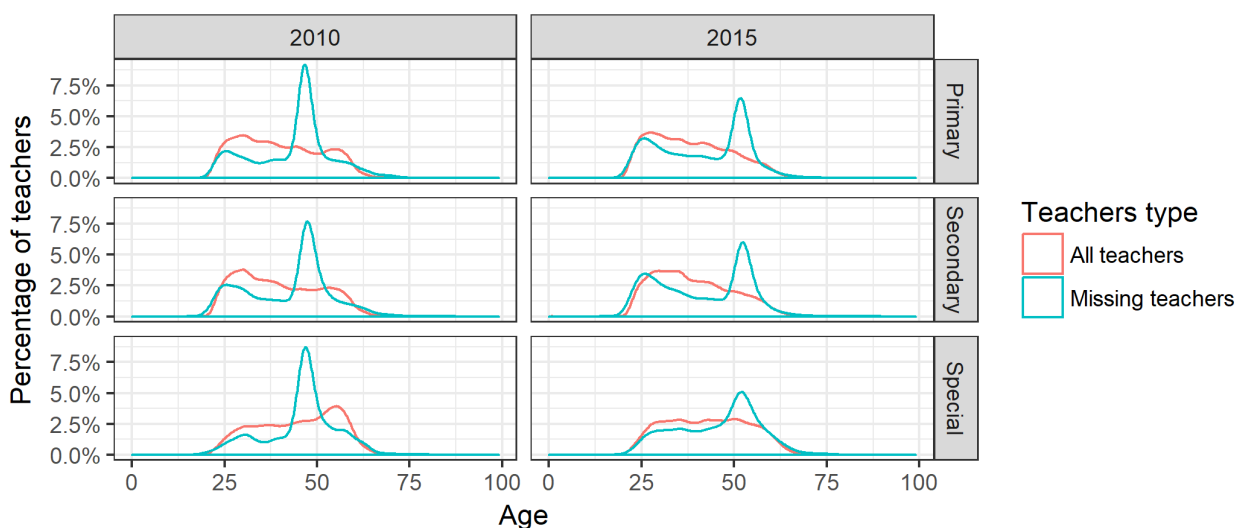 2010
2015
Percentage of teachers
7.5%
5.0%
2.5%
0.0%
Primary
7.5%
5.0%
2.5%
0.0%
Secondary
7.5%
5.0%
2.5%
0.0%
Special
0 25 50 75 100
0 25 50 75 100
Age
Teachers type
All teachers
Missing teachers